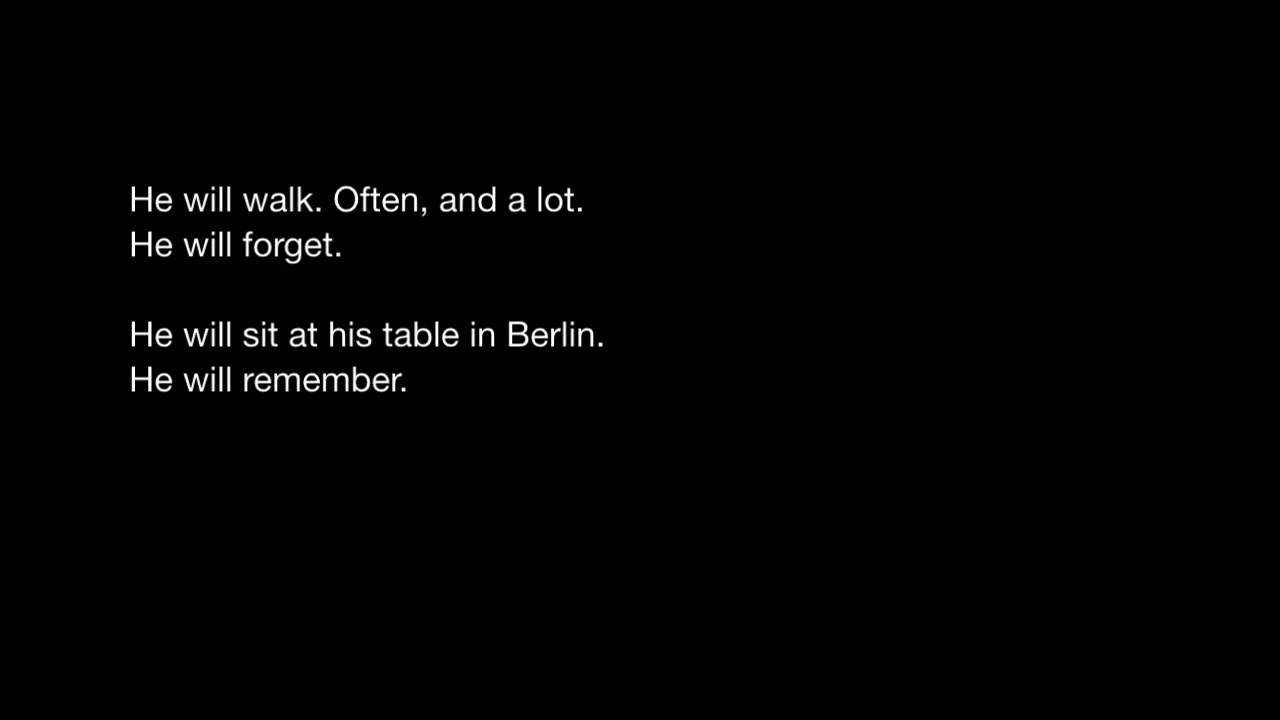 He will walk. Often, and a lot.
He will forget.
He will sit at his table in Berlin.
He will remember.